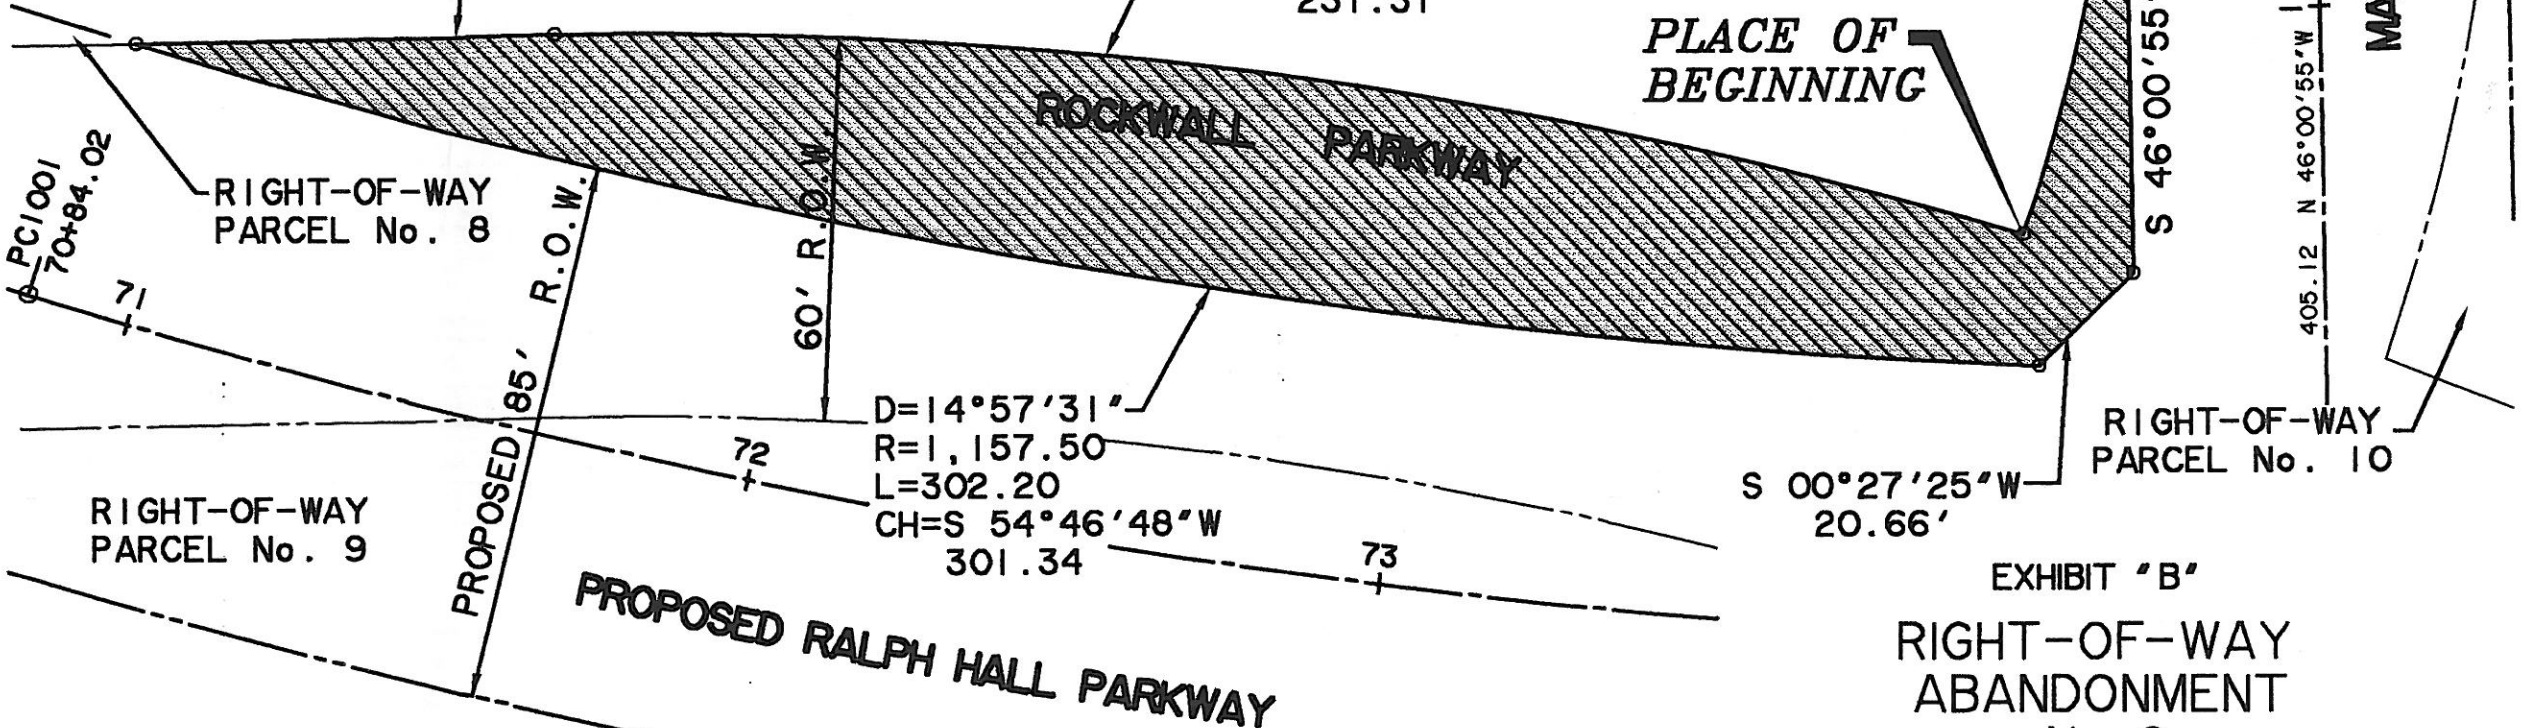 231.31
PLACE OF
BEGINNING
S 46°00'55"
405.12 N 46°00'55"W
MA
ROCKWALL PARKWAY
PC1001
70+84.02
71
RIGHT-OF-WAY
PARCEL No. 8
PROPOSED 85' R.O.W.
60' R.O.W.
D=14°57'31"
R=1,157.50
L=302.20
CH=S 54°46'48"W
301.34
72
73
RIGHT-OF-WAY
PARCEL No. 9
RIGHT-OF-WAY
PARCEL No. 10
S 00°27'25"W
20.66'
PROPOSED RALPH HALL PARKWAY
EXHIBIT "B"
RIGHT-OF-WAY
ABANDONMENT